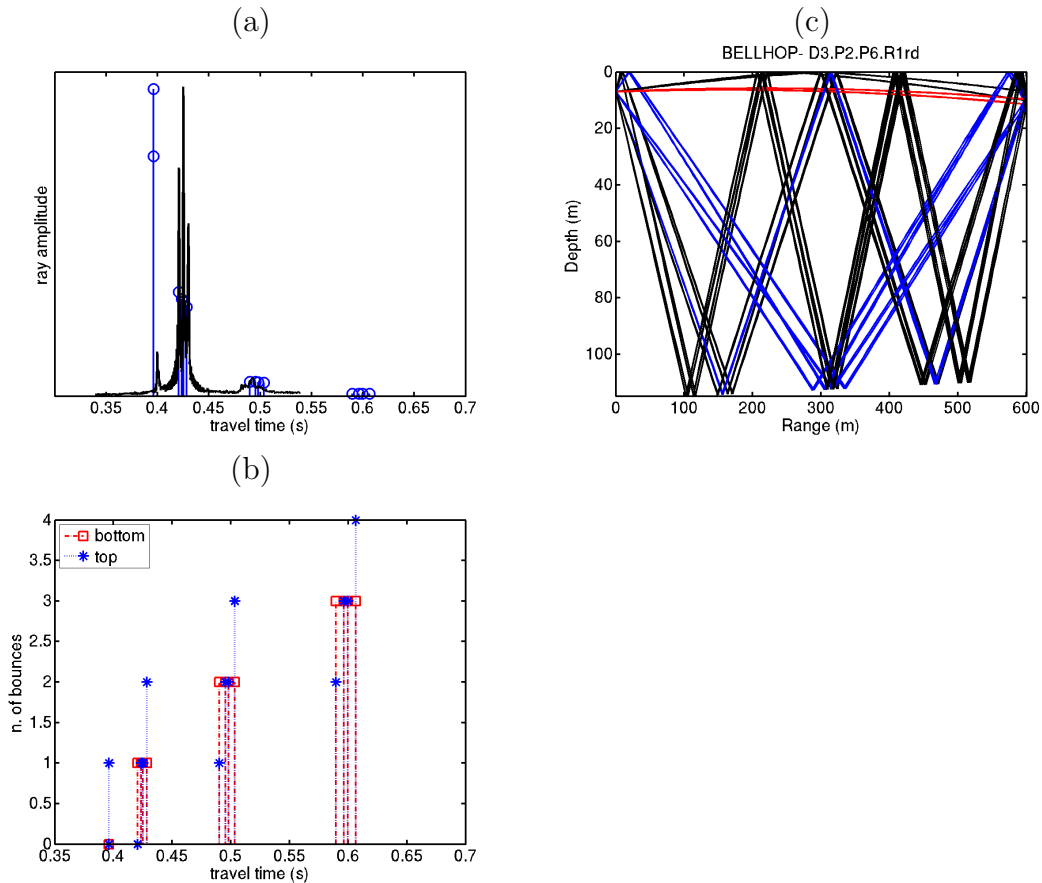 (a)
ray amplitude
0.35 0.4 0.45 0.5 0.55 0.6 0.65 0.7
travel time (s)
(c)
BELLHOP- D3.P2.P6.R1rd
0
20
40
60
80
100
Depth (m)
0 100 200 300 400 500 600
Range (m)
(b)
bottom
top
4
3.5
3
2.5
2
1.5
1
0.5
0
n. of bounces
0.35 0.4 0.45 0.5 0.55 0.6 0.65 0.7
travel time (s)